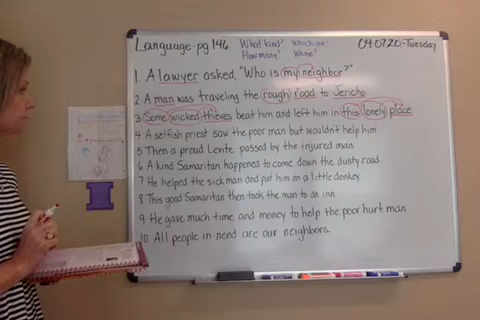 Language-pg 146 What kind? Which one? 04.07.20-Tuesday
How many? Whose?
1. A lawyer asked, "Who is my neighbor?"
2 A man was traveling the rough road to Jericho
3 Some wicked thieves beat him and left him in this lonely place
4 A selfish priest saw the poor man but wouldn't help him
5 Then a proud Levite passed by the injured man
6 A kind Samaritan happened to come down the dusty road
7 He helped the sick man and put him on a little donkey
8 This good Samaritan then took the man to an inn
9 He gave much time and money to help the poor hurt man
10 All people in need are our neighbors.